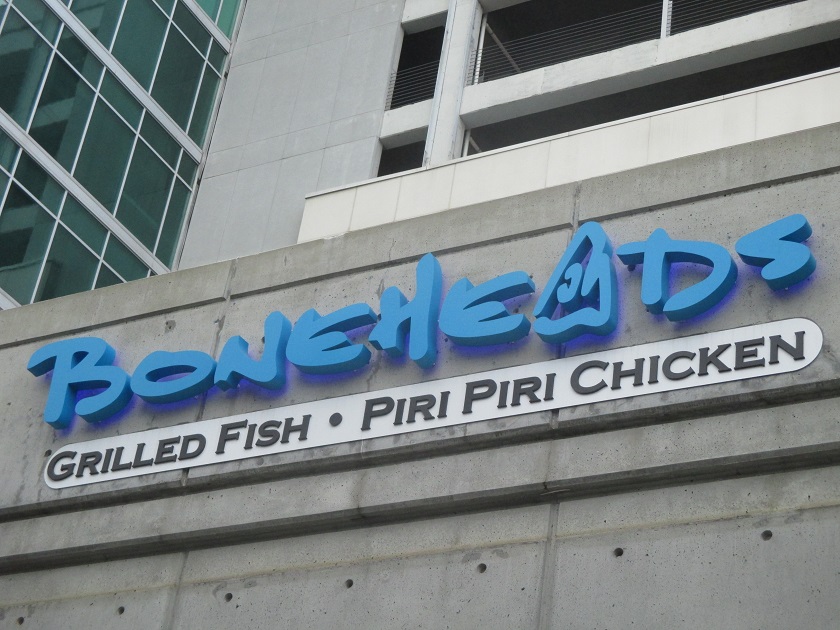 BONEHEADS
GRILLED FISH • PIRI PIRI CHICKEN